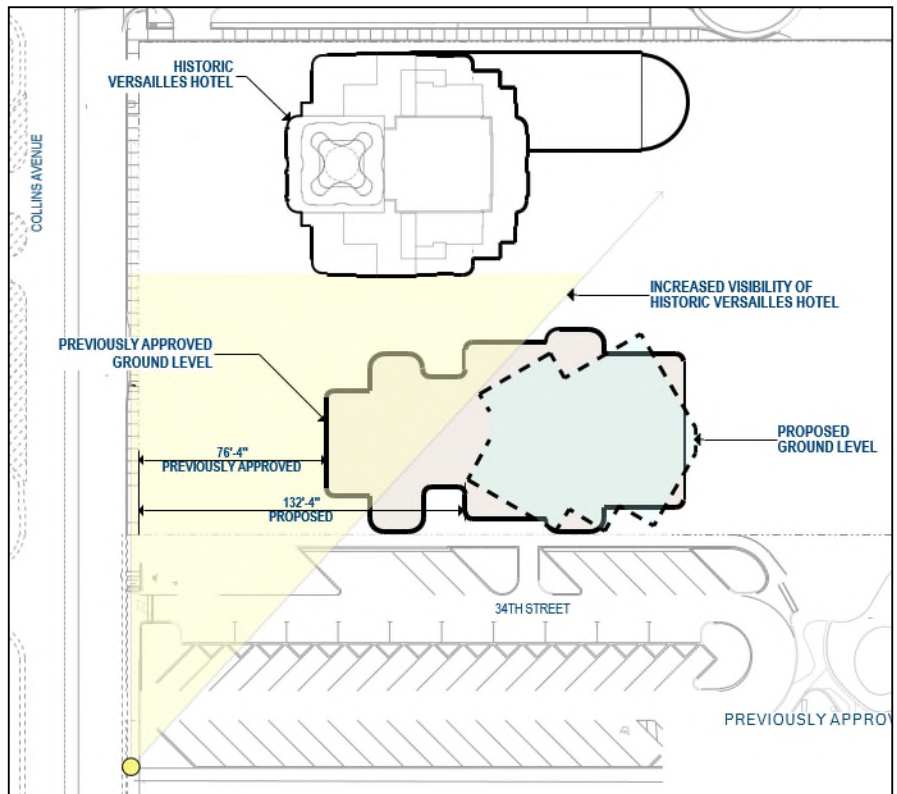 HISTORIC
VERSAILLES HOTEL
COLLINS AVENUE
INCREASED VISIBILITY OF
HISTORIC VERSAILLES HOTEL
PREVIOUSLY APPROVED
GROUND LEVEL
PROPOSED
GROUND LEVEL
76'-4"
PREVIOUSLY APPROVED
132'-4"
PROPOSED
34TH STREET
PREVIOUSLY APPROV